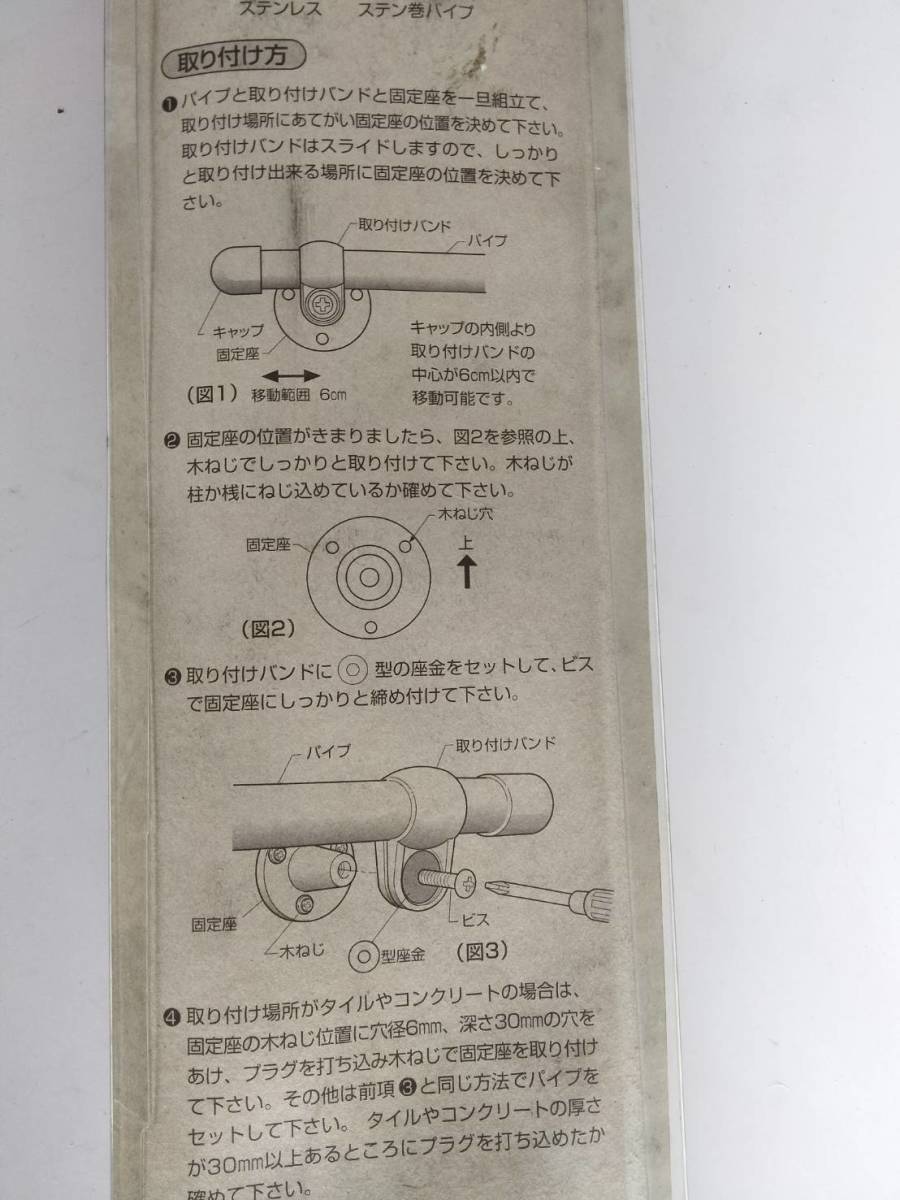 ステンレス　ステン巻パイプ
取り付け方
❶パイプと取り付けバンドと固定座を一旦組立て、
取り付け場所にあてがい固定座の位置を決めて下さい。
取り付けバンドはスライドしますので、しっかり
と取り付け出来る場所に固定座の位置を決めて下
さい。
取り付けバンド
パイプ
キャップ
固定座
キャップの内側より
取り付けバンドの
中心が6cm以内で
移動可能です。
(図1) 移動範囲 6cm
❷固定座の位置がきまりましたら、図2を参照の上、
木ねじでしっかりと取り付けて下さい。木ねじが
柱か桟にねじ込めているか確めて下さい。
木ねじ穴
固定座
上
(図2)
❸取り付けバンドに◎型の座金をセットして、ビス
で固定座にしっかりと締め付けて下さい。
パイプ
取り付けバンド
固定座
木ねじ
ビス
◎型座金
(図3)
❹取り付け場所がタイルやコンクリートの場合は、
固定座の木ねじ位置に穴径6mm、深さ30mmの穴を
あけ、プラグを打ち込み木ねじで固定座を取り付け
て下さい。その他は前項❸と同じ方法でパイプを
セットして下さい。タイルやコンクリートの厚さ
が30mm以上あるところにプラグを打ち込めたか
確めて下さい。